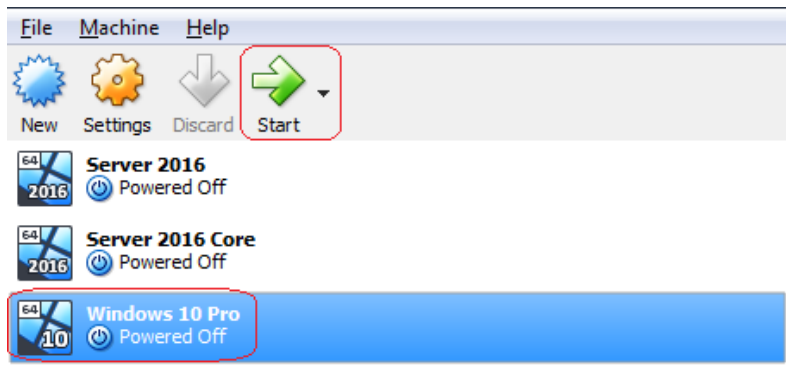 File Machine Help
New Settings Discard Start
64
2016
Server 2016
Powered Off
64
2016
Server 2016 Core
Powered Off
64
10
Windows 10 Pro
Powered Off